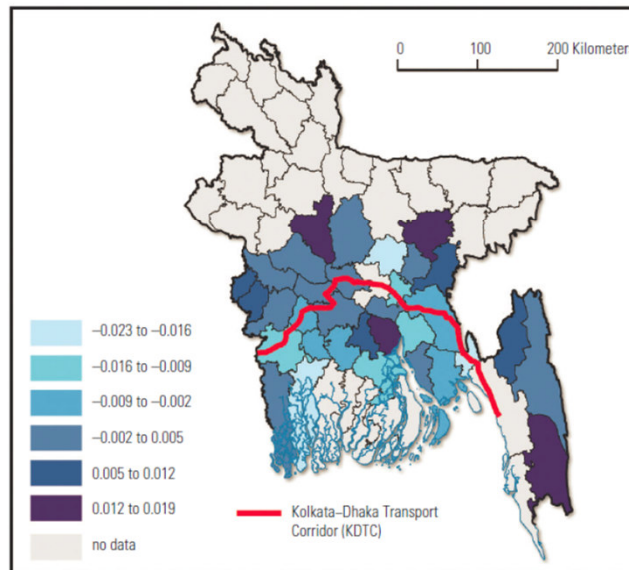 0 100 200 Kilometers
–0.023 to –0.016
–0.016 to –0.009
–0.009 to –0.002
–0.002 to 0.005
0.005 to 0.012
0.012 to 0.019
no data
Kolkata–Dhaka Transport
Corridor (KDTC)